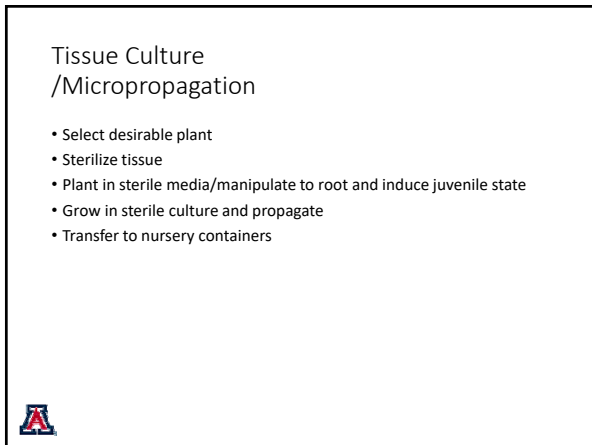 Tissue Culture
/Micropropagation
• Select desirable plant
• Sterilize tissue
• Plant in sterile media/manipulate to root and induce juvenile state
• Grow in sterile culture and propagate
• Transfer to nursery containers
A